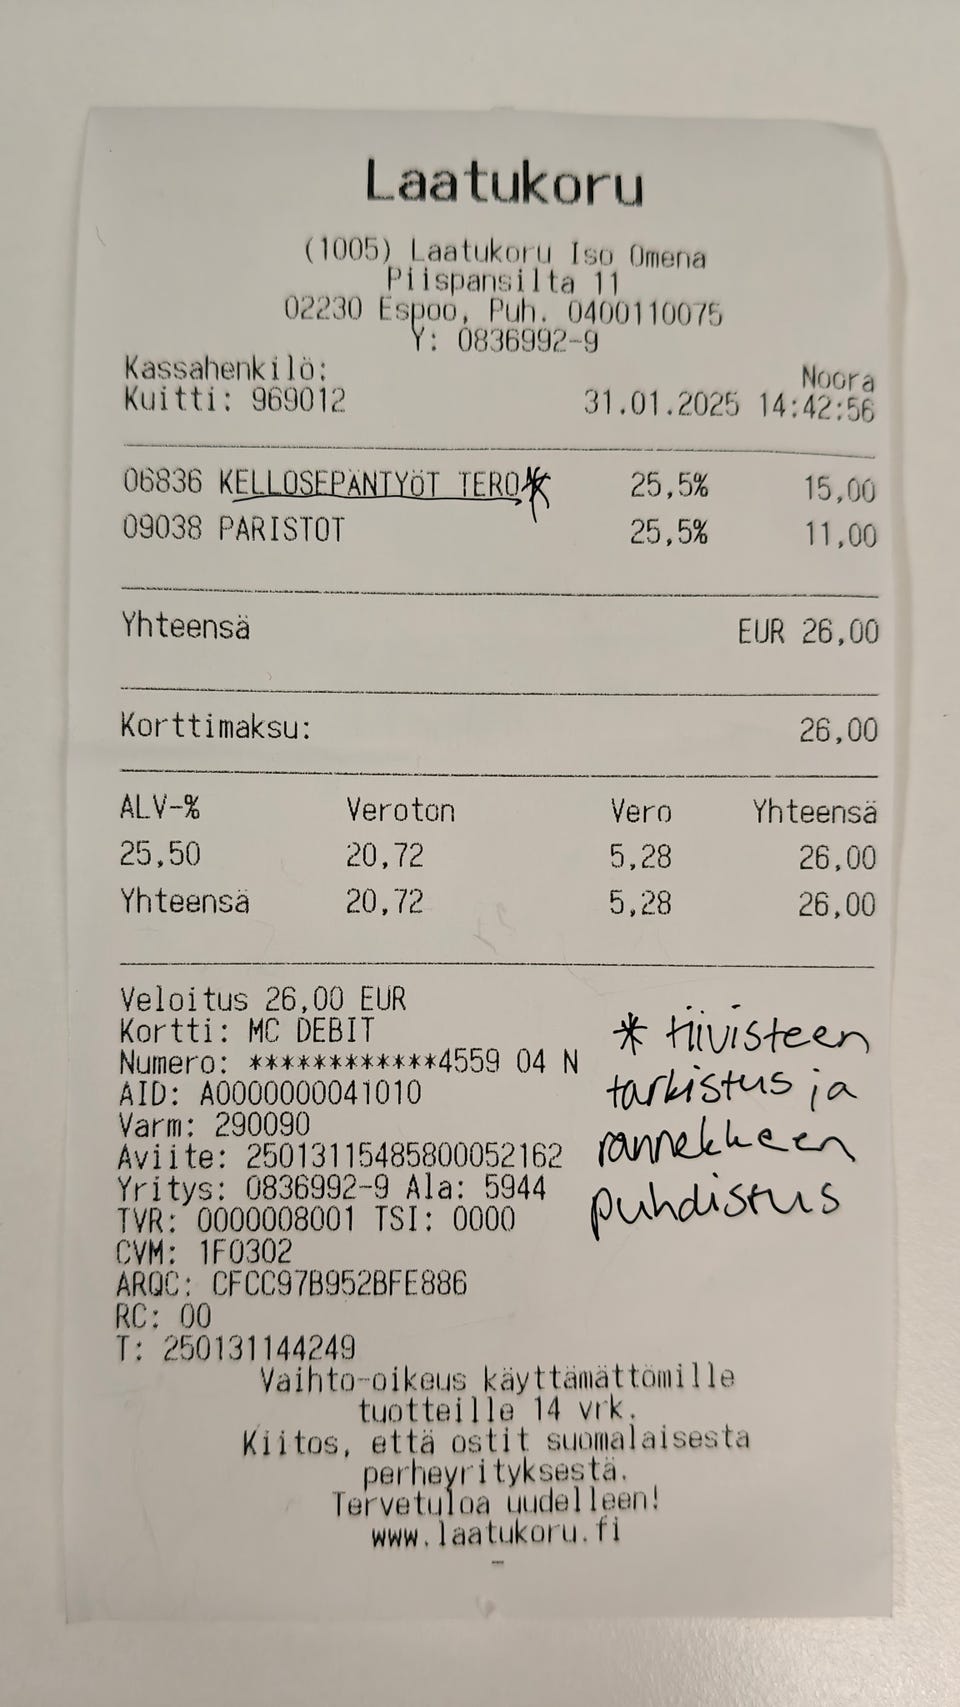 Laatukoru
(1005) Laatukoru Iso Omena
Piispansilta 11
02230 Espoo, Puh. 0400110075
Y: 0836992-9
Kassahenkilö: Noora
Kuitti: 969012 31.01.2025 14:42:56
06836 KELLOSEPÄNTYÖT TERO* 25,5% 15,00
09038 PARISTOT 25,5% 11,00
Yhteensä EUR 26,00
Korttimaksu: 26,00
ALV-% Veroton Vero Yhteensä
25,50 20,72 5,28 26,00
Yhteensä 20,72 5,28 26,00
Veloitus 26,00 EUR
Kortti: MC DEBIT
Numero: ************4559 04 N
AID: A0000000041010
Varm: 290090
Aviite: 25013115485800052162
Yritys: 0836992-9 Ala: 5944
TVR: 0000008001 TSI: 0000
CVM: 1F0302
ARQC: CFCC97B952BFE886
RC: 00
T: 250131144249
* tiivisteen
tarkistus ja
rannekkeen
puhdistus
Vaihto-oikeus käyttämättömille
tuotteille 14 vrk.
Kiitos, että ostit suomalaisesta
perheyrityksestä.
Tervetuloa uudelleen!
www.laatukoru.fi